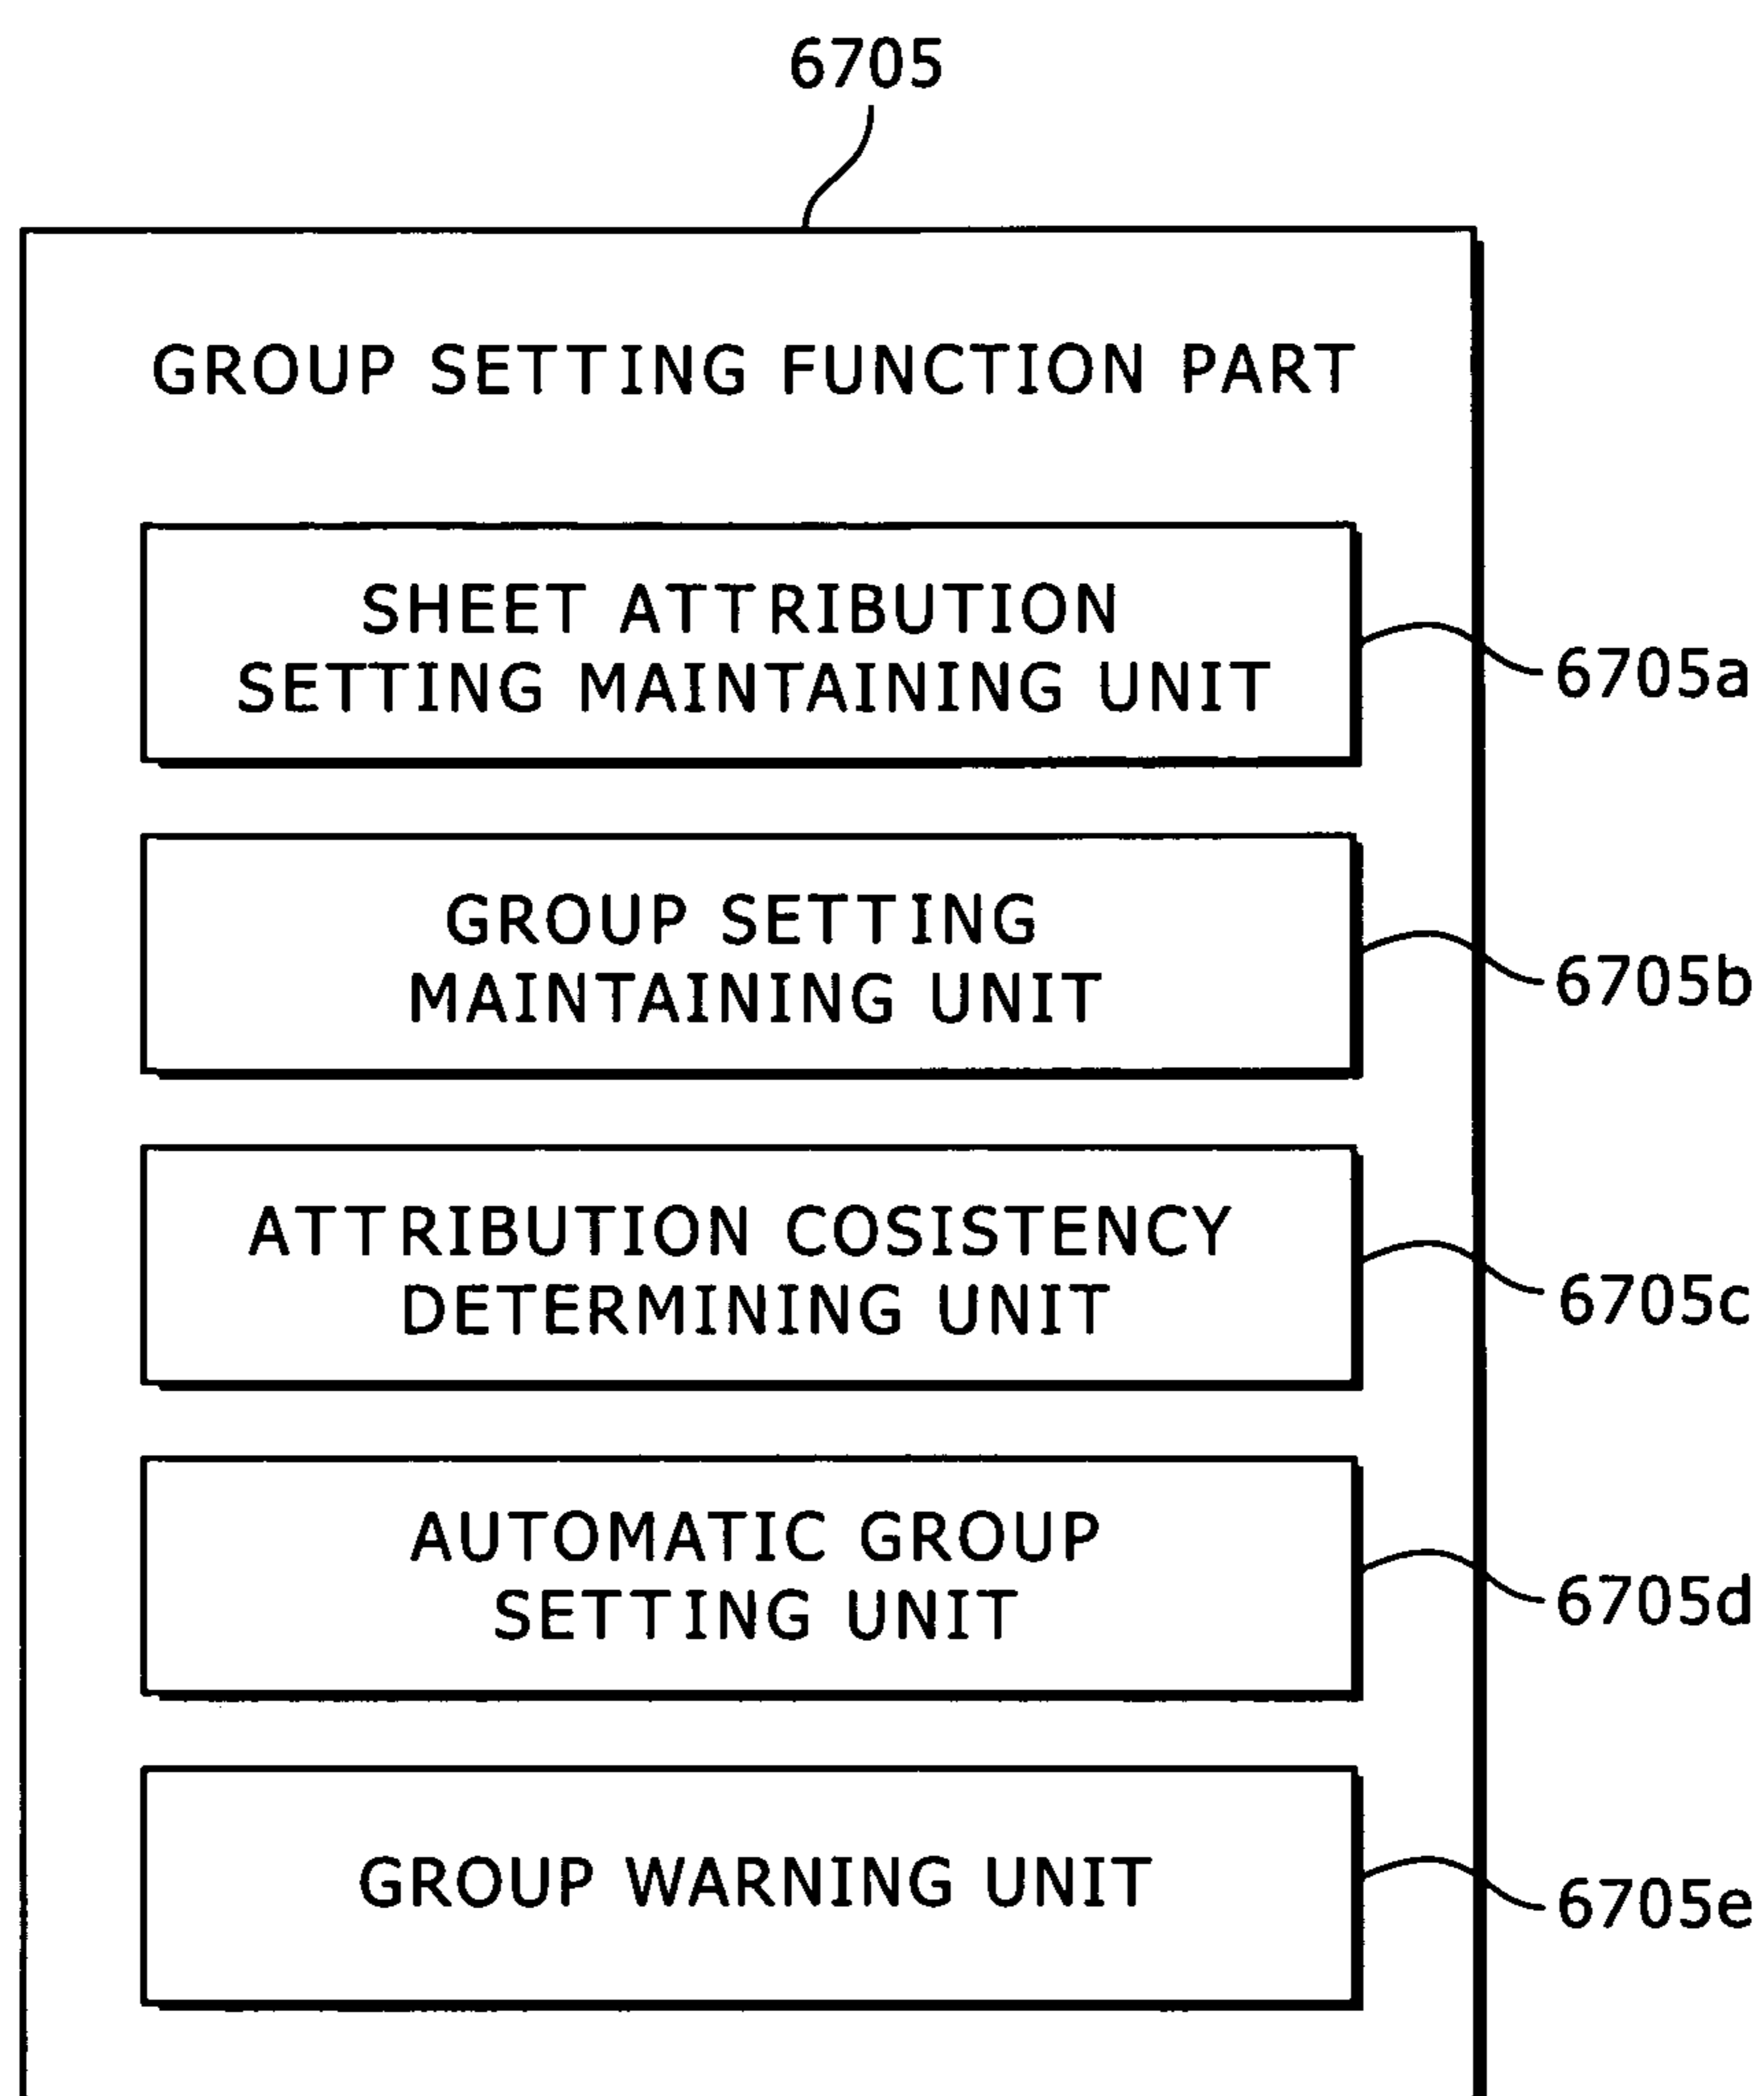 6705
GROUP SETTING FUNCTION PART
SHEET ATTRIBUTION
SETTING MAINTAINING UNIT
6705a
GROUP SETTING
MAINTAINING UNIT
6705b
ATTRIBUTION COSISTENCY
DETERMINING UNIT
6705c
AUTOMATIC GROUP
SETTING UNIT
6705d
GROUP WARNING UNIT
6705e